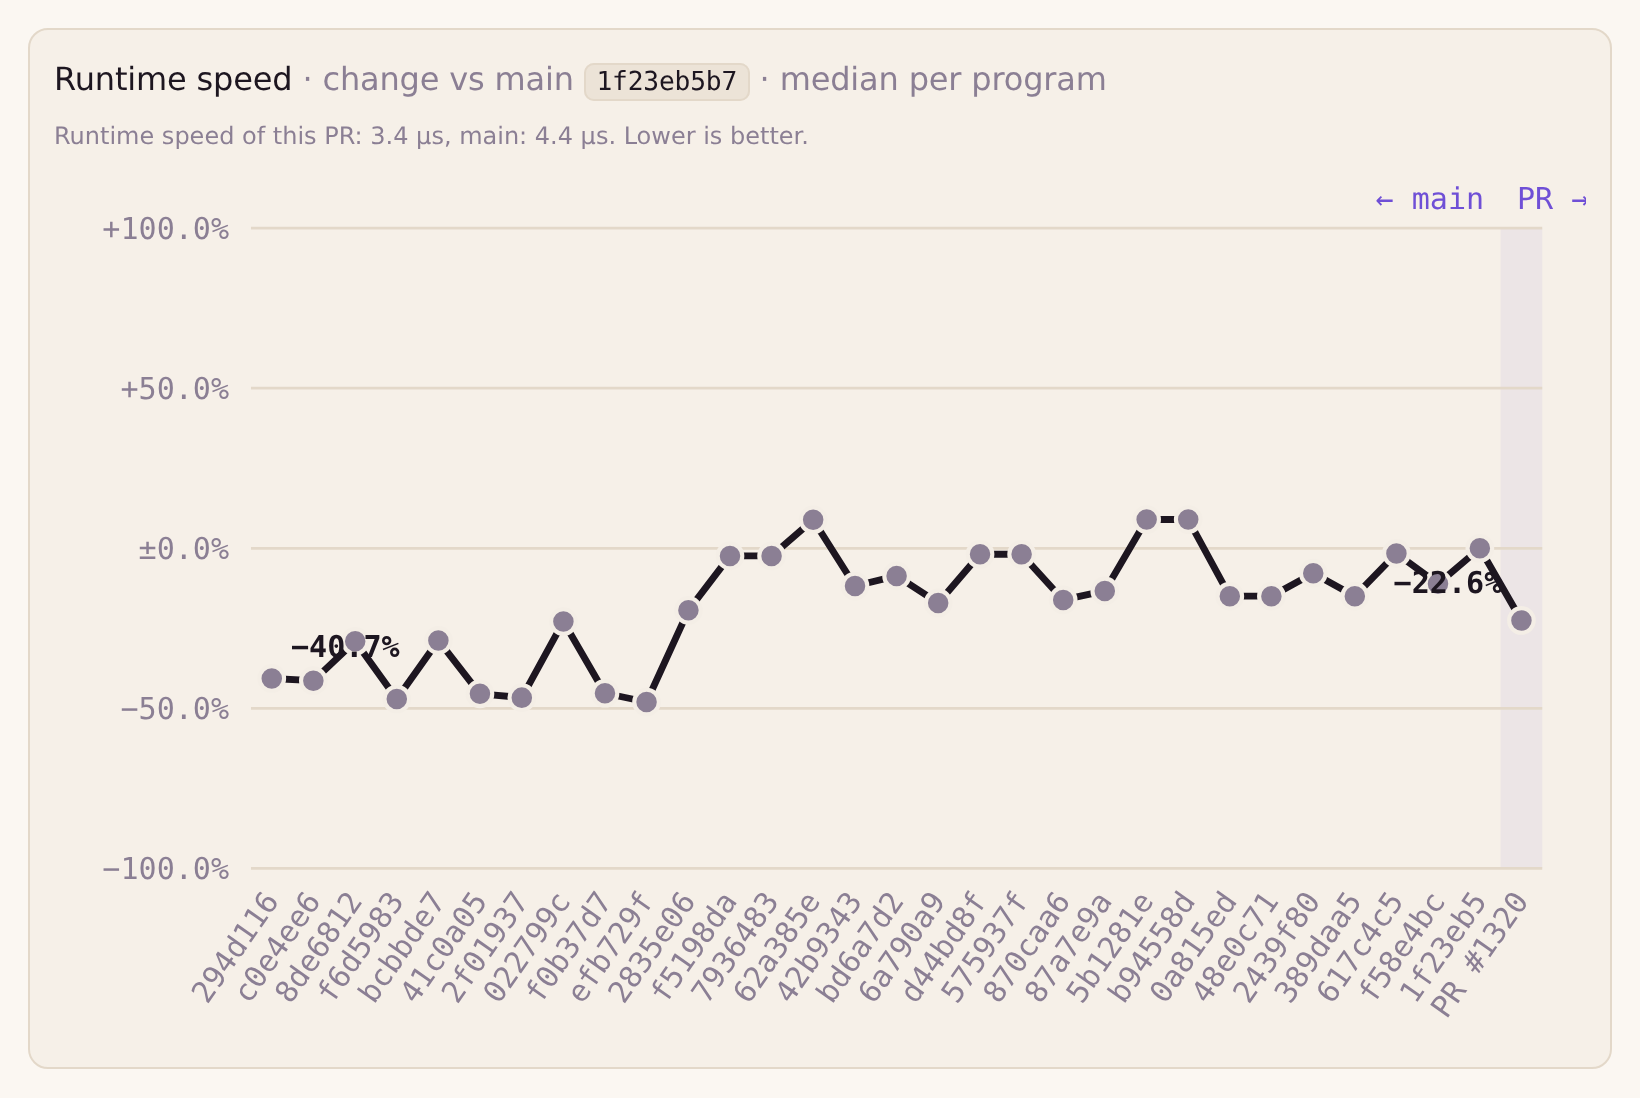 Runtime speed · change vs main 1f23eb5b7 · median per program
Runtime speed of this PR: 3.4 µs, main: 4.4 µs. Lower is better.
← main PR →
+100.0%
+50.0%
±0.0%
−50.0%
−100.0%
−40.7%
−22.6%
294d116
c0e4ee6
8de6812
f6d5983
bcbbde7
41c0a05
2f01937
022799c
f0b37d7
efb729f
2835e06
f5198da
7936483
62a385e
42b9343
bd6a7d2
6a790a9
d44bd8f
575937f
870caa6
87a7e9a
5b1281e
b94558d
0a815ed
48e0c71
2439f80
389daa5
617c4c5
f58e4bc
1f23eb5
PR #1320